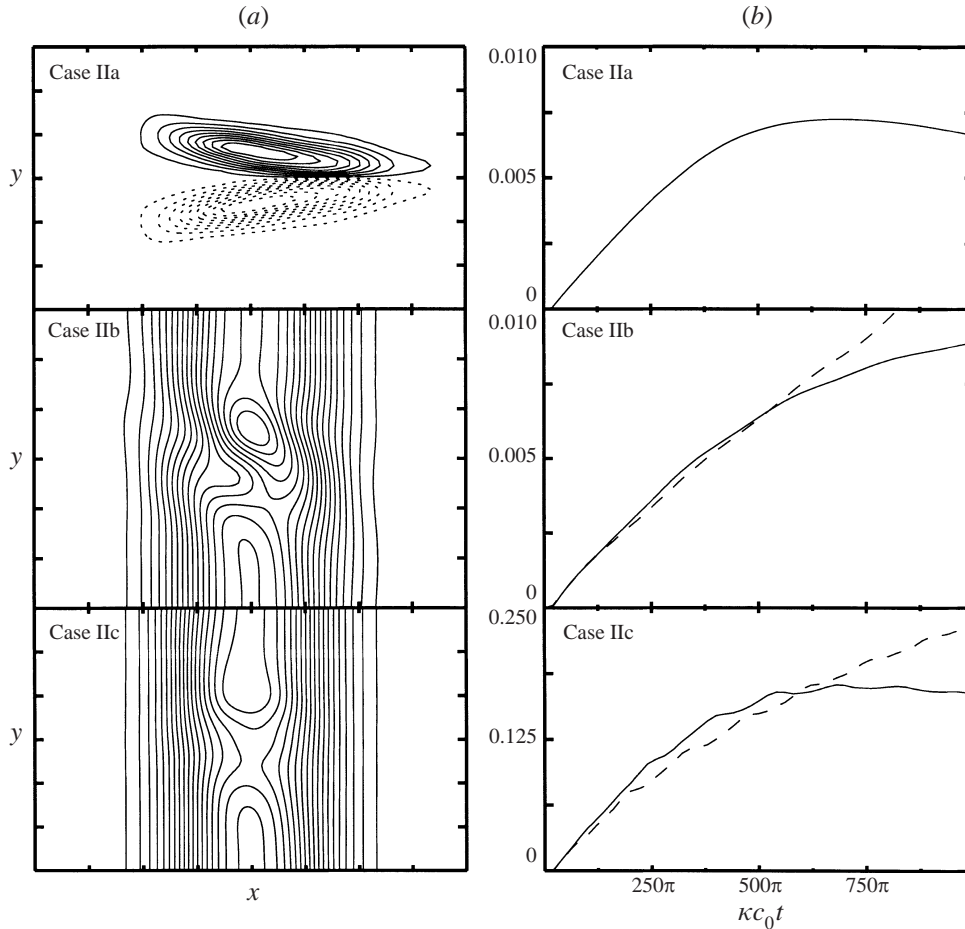 (a)
(b)
Case IIa
y
Case IIa
0.010
0.005
0
Case IIb
y
Case IIb
0.010
0.005
0
Case IIc
y
x
Case IIc
0.250
0.125
0
250π
500π
750π
κc₀t